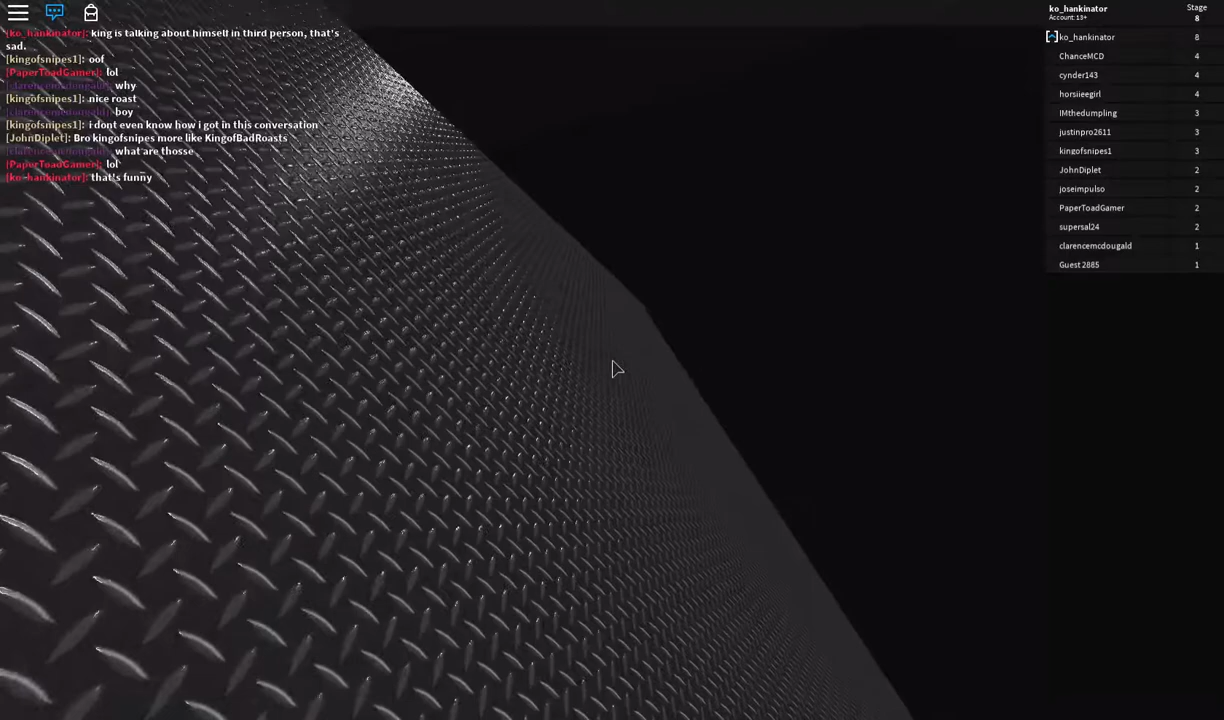 [ko_hankinator]: king is talking about himself in third person, that's
sad.
[kingofsnipes1]: oof
[PaperToadGamer]: lol
[clarencemcdougald]: why
[kingofsnipes1]: nice roast
[clarencemcdougald]: boy
[kingofsnipes1]: i dont even know how i got in this conversation
[JohnDiplet]: Bro kingofsnipes more like KingofBadRoasts
[clarencemcdougald]: what are thosse
[PaperToadGamer]: lol
[ko_hankinator]: that's funny
ko_hankinator Stage
Account: 13+ 8
ko_hankinator 8
ChanceMCD 4
cynder143 4
horsiieegirl 4
IMthedumpling 3
justinpro2611 3
kingofsnipes1 3
JohnDiplet 2
joseimpulso 2
PaperToadGamer 2
supersal24 2
clarencemcdougald 1
Guest 2885 1